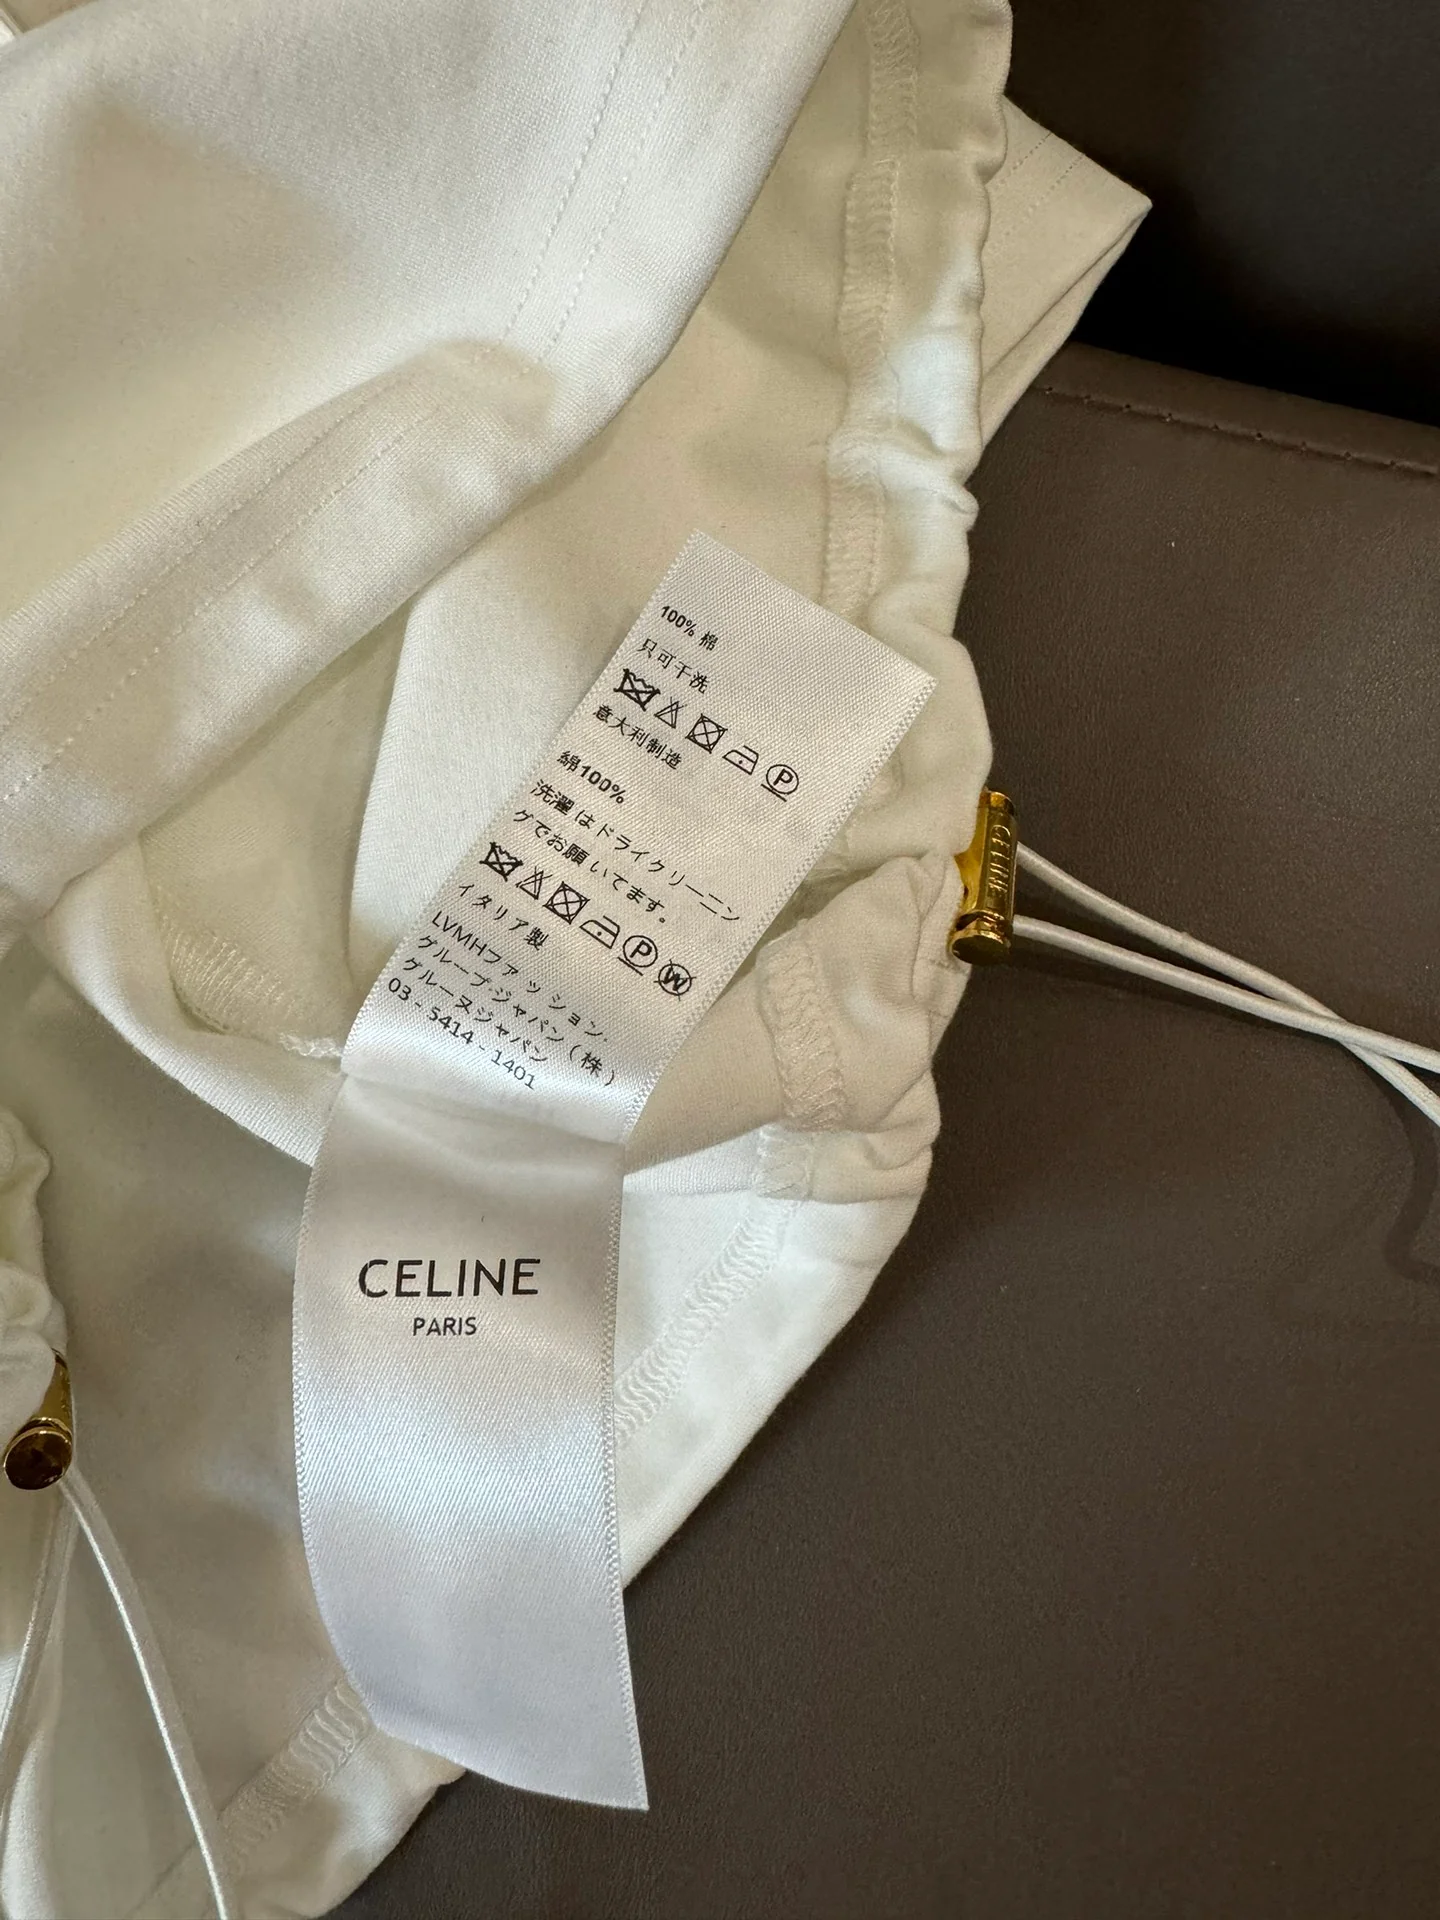 100% 棉
只可干洗
P
意大利制造
綿100%
洗濯 はドライクリーニン
グでお願いてます。
P W
イタリア製
LVMHファッション・
グループ・ジャパン（株）
グルーヌジャパン
03 - 5414 - 1401
CELINE
PARIS
CELINE